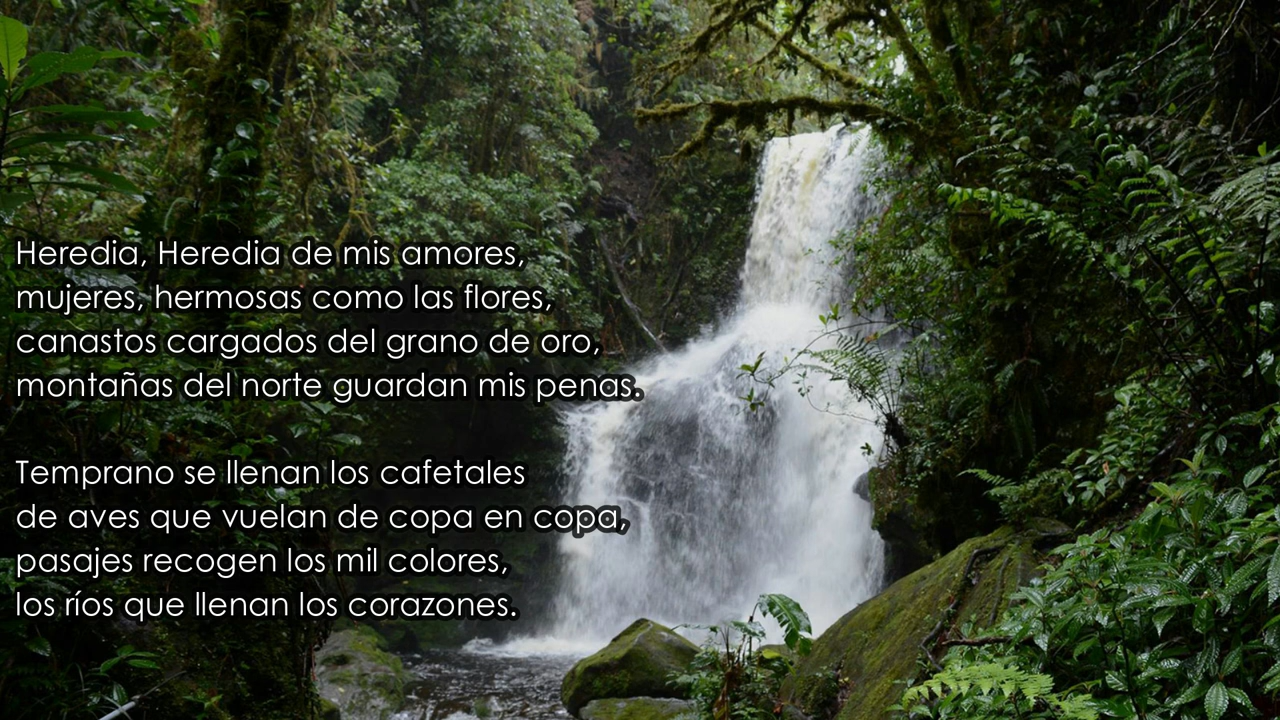 Heredia, Heredia de mis amores,
mujeres, hermosas como las flores,
canastos cargados del grano de oro,
montañas del norte guardan mis penas.
Temprano se llenan los cafetales
de aves que vuelan de copa en copa,
pasajes recogen los mil colores,
los ríos que llenan los corazones.